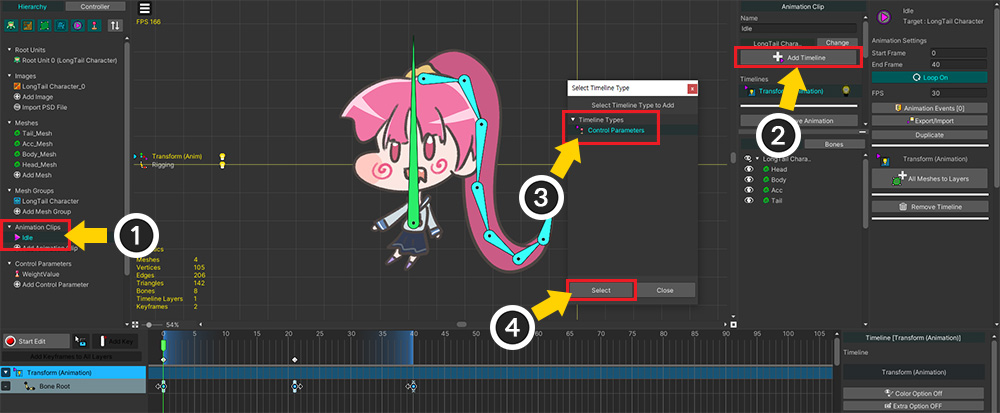 Hierarchy
Controller
Root Units
Root Unit 0 (LongTail Character)
Images
LongTail Character_0
Add Image
Import PSD File
Meshes
Tail_Mesh
Acc_Mesh
Body_Mesh
Head_Mesh
Add Mesh
Mesh Groups
LongTail Character
Add Mesh Group
Animation Clips
Idle
Add Animation Clip
Control Parameters
WeightValue
Add Control Parameter
1
FPS 166
Transform (Anim)
Rigging
Meshes 4
Vertices 105
Edges 206
Triangles 142
Bones 8
Timeline Layers 1
Keyframes 2
54%
Select Timeline Type
x
Select Timeline Type to Add
Timeline Types
Control Parameters
3
Select
Close
4
Animation Clip
Name
Idle
LongTail Chara..
Change
Add Timeline
Timelines
Transform (Animation)
2
Animation
Bones
LongTail Chara..
Head
Body
Acc
Tail
Idle
Target : LongTail Character
Animation Settings
Start Frame 0
End Frame 40
Loop On
FPS 30
Animation Events [0]
Export/Import
Duplicate
Transform (Animation)
All Meshes to Layers
Remove Timeline
Start Edit
Add Key
Add Keyframes to All Layers
Transform (Animation)
Bone Root
0 5 10 15 20 25 30 35 40 45 50 55 60 65 70 75 80 85 90 95 100 105
Timeline [Transform (Animation)]
Timeline
Transform (Animation)
Color Option Off
Extra Option OFF